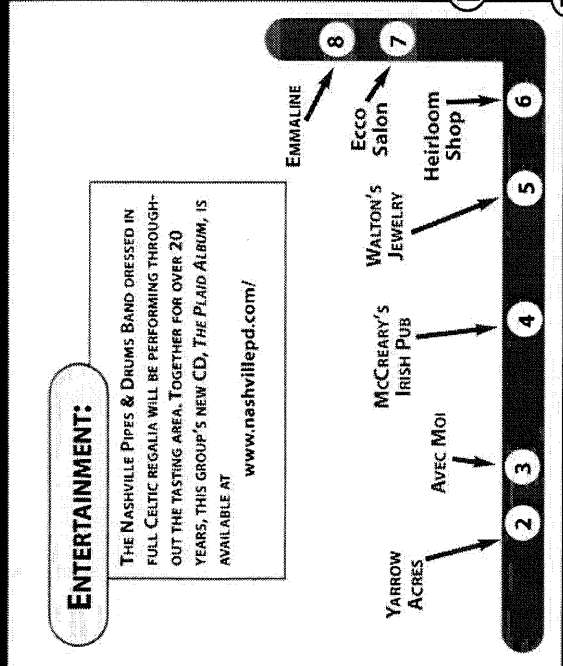 ENTERTAINMENT:
THE NASHVILLE PIPES & DRUMS BAND DRESSED IN
FULL CELTIC REGALIA WILL BE PERFORMING THROUGH-
OUT THE TASTING AREA. TOGETHER FOR OVER 20
YEARS, THIS GROUP'S NEW CD, THE PLAID ALBUM, IS
AVAILABLE AT
www.nashvillepd.com/
YARROW
ACRES
AVEC MOI
MCCREARY'S
IRISH PUB
WALTON'S
JEWELRY
Heirloom
Shop
Ecco
Salon
EMMALINE
2
3
4
5
6
7
8